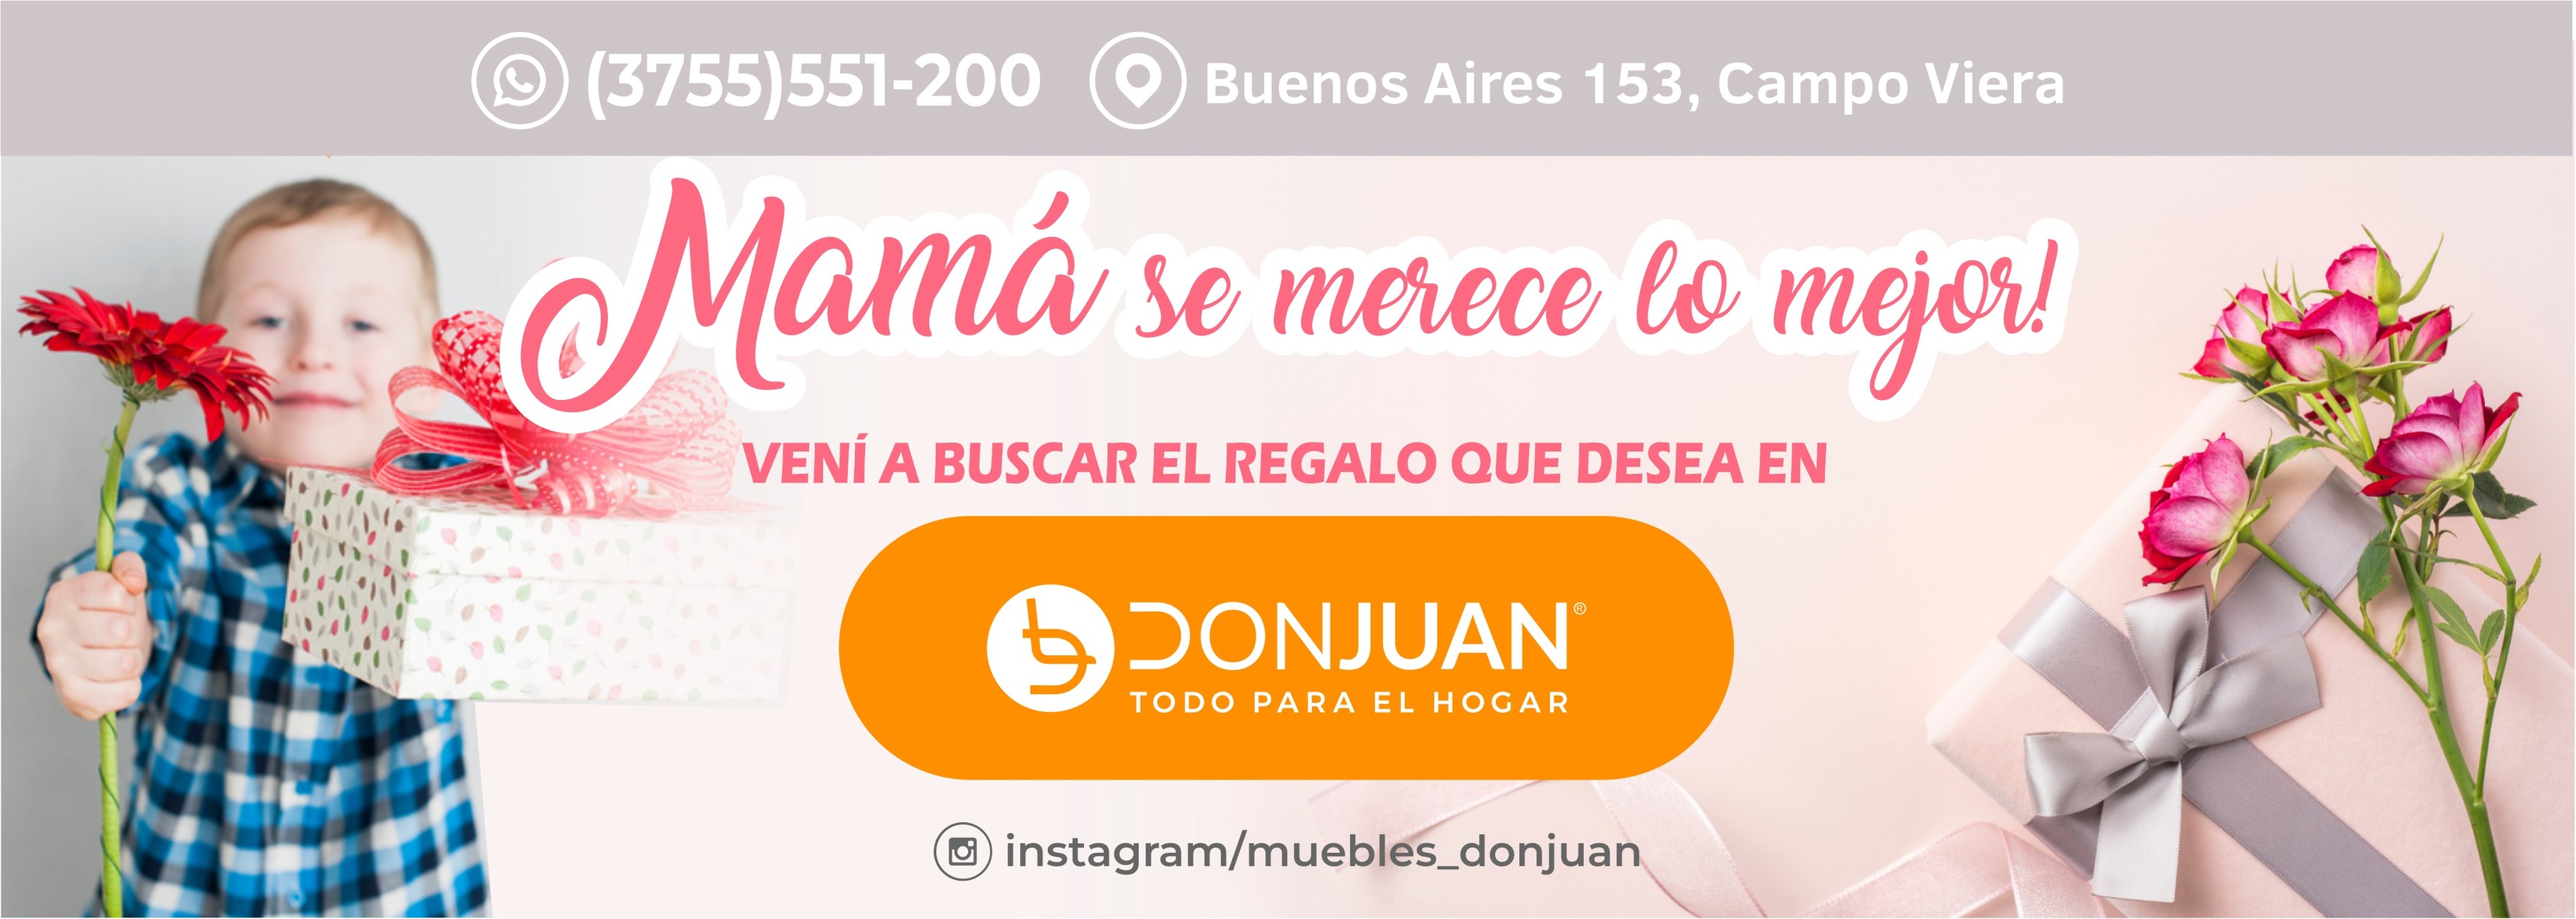 (3755)551-200 Buenos Aires 153, Campo Viera
Mamá se merece lo mejor!
VENÍ A BUSCAR EL REGALO QUE DESEA EN
DONJUAN®
TODO PARA EL HOGAR
instagram/muebles_donjuan